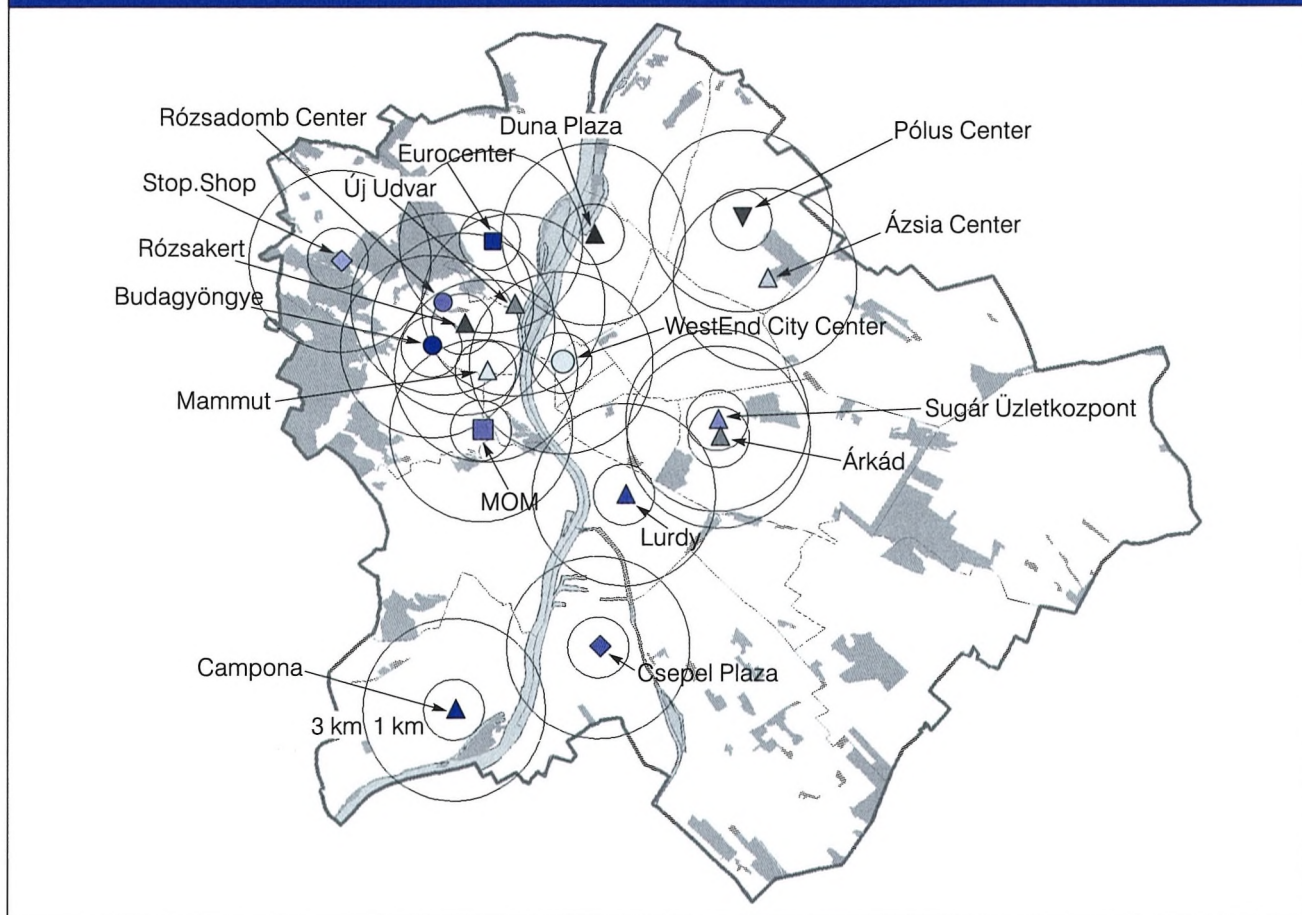 Rózsadomb Center
Duna Plaza
Pólus Center
Eurocenter
Stop.Shop
Új Udvar
Ázsia Center
Rózsakert
Budagyöngye
WestEnd City Center
Mammut
Sugár Üzletkozpont
Árkád
MOM
Lurdy
Campona
Csepel Plaza
3 km 1 km